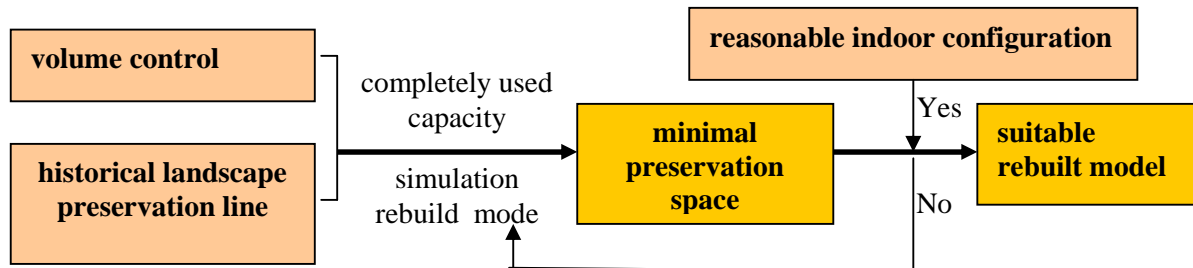 volume control
historical landscape
preservation line
completely used
capacity
simulation
rebuild mode
minimal
preservation
space
reasonable indoor configuration
Yes
No
suitable
rebuilt model